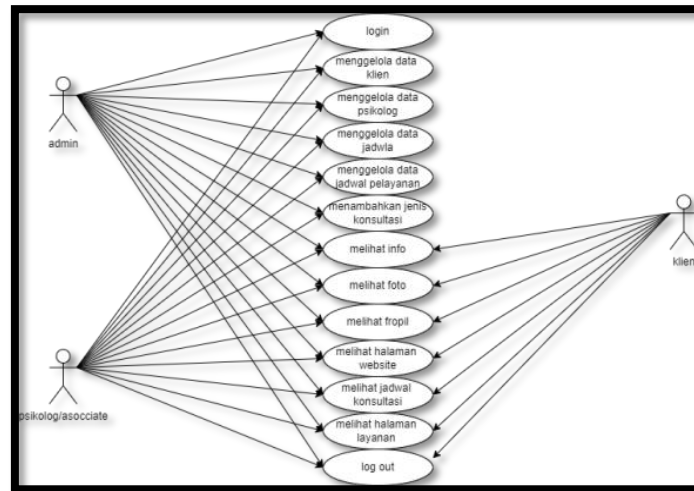 login
menggelola data
klien
menggelola data
psikolog
menggelola data
jadwla
menggelola data
jadwal pelayanan
menambahkan jenis
konsultasi
melihat info
melihat foto
melihat fropil
melihat halaman
website
melihat jadwal
konsultasi
melihat halaman
layanan
log out
admin
psikolog/asocciate
klien